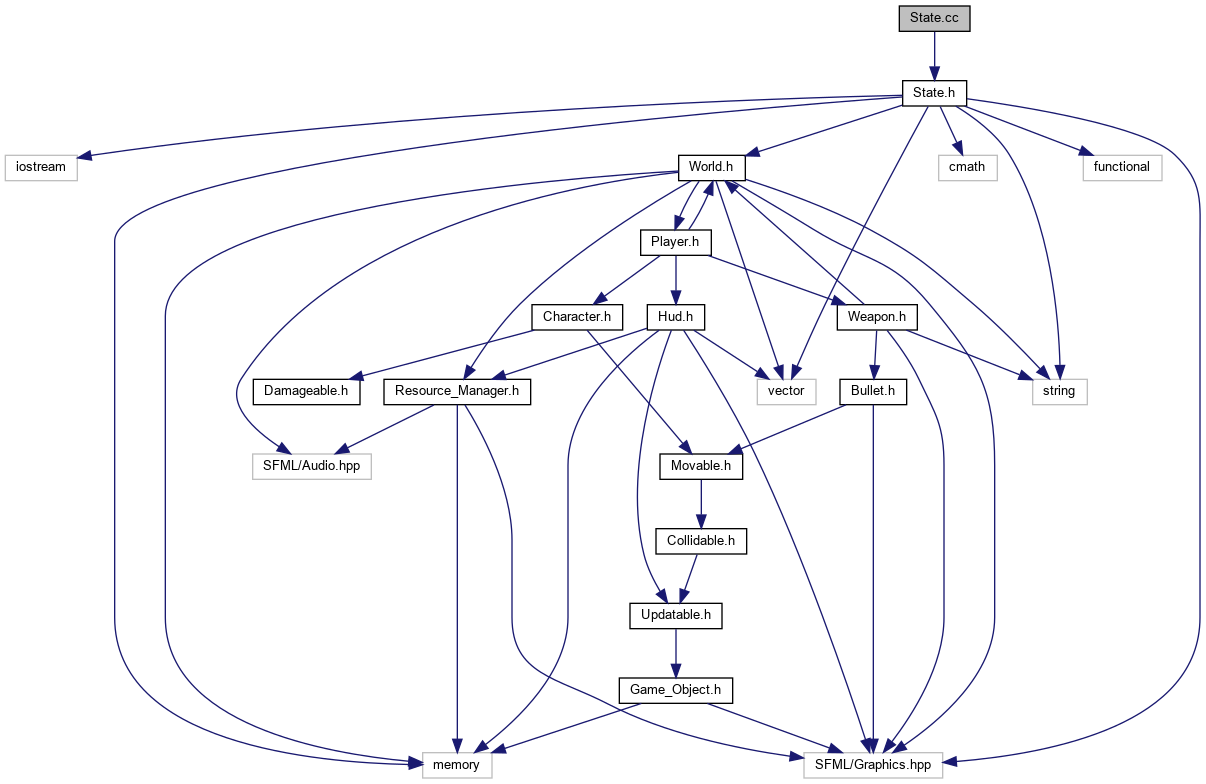 State.cc
State.h
iostream
World.h
cmath
functional
Player.h
Character.h
Hud.h
Weapon.h
Damageable.h
Resource_Manager.h
vector
Bullet.h
string
SFML/Audio.hpp
Movable.h
Collidable.h
Updatable.h
Game_Object.h
memory
SFML/Graphics.hpp